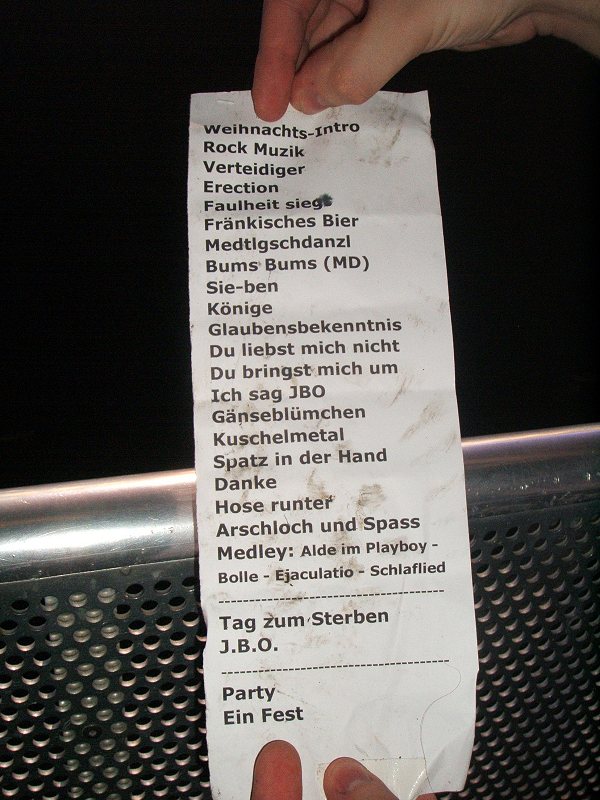 Weihnachts-Intro
Rock Muzik
Verteidiger
Erection
Faulheit siegt
Fränkisches Bier
Medtlgschdanzl
Bums Bums (MD)
Sie-ben
Könige
Glaubensbekenntnis
Du liebst mich nicht
Du bringst mich um
Ich sag JBO
Gänseblümchen
Kuschelmetal
Spatz in der Hand
Danke
Hose runter
Arschloch und Spass
Medley: Alde im Playboy -
Bolle - Ejaculatio - Schlaflied
--------------------------------
Tag zum Sterben
J.B.O.
--------------------------------
Party
Ein Fest